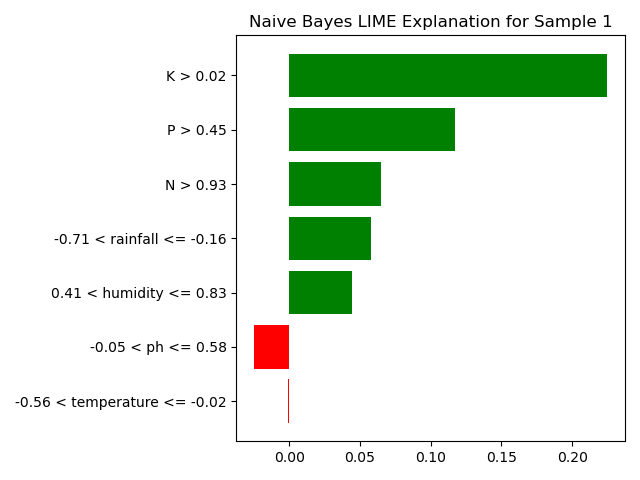 Naive Bayes LIME Explanation for Sample 1
K > 0.02
P > 0.45
N > 0.93
-0.71 < rainfall <= -0.16
0.41 < humidity <= 0.83
-0.05 < ph <= 0.58
-0.56 < temperature <= -0.02
0.00 0.05 0.10 0.15 0.20